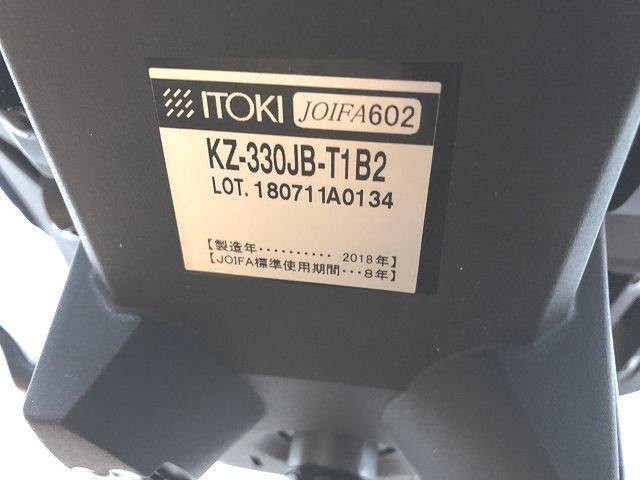 ITOKI JOIFA602
KZ-330JB-T1B2
LOT. 180711A0134
【製造年‥‥‥‥‥ 2018年】
【JOIFA標準使用期間‥‥8年】